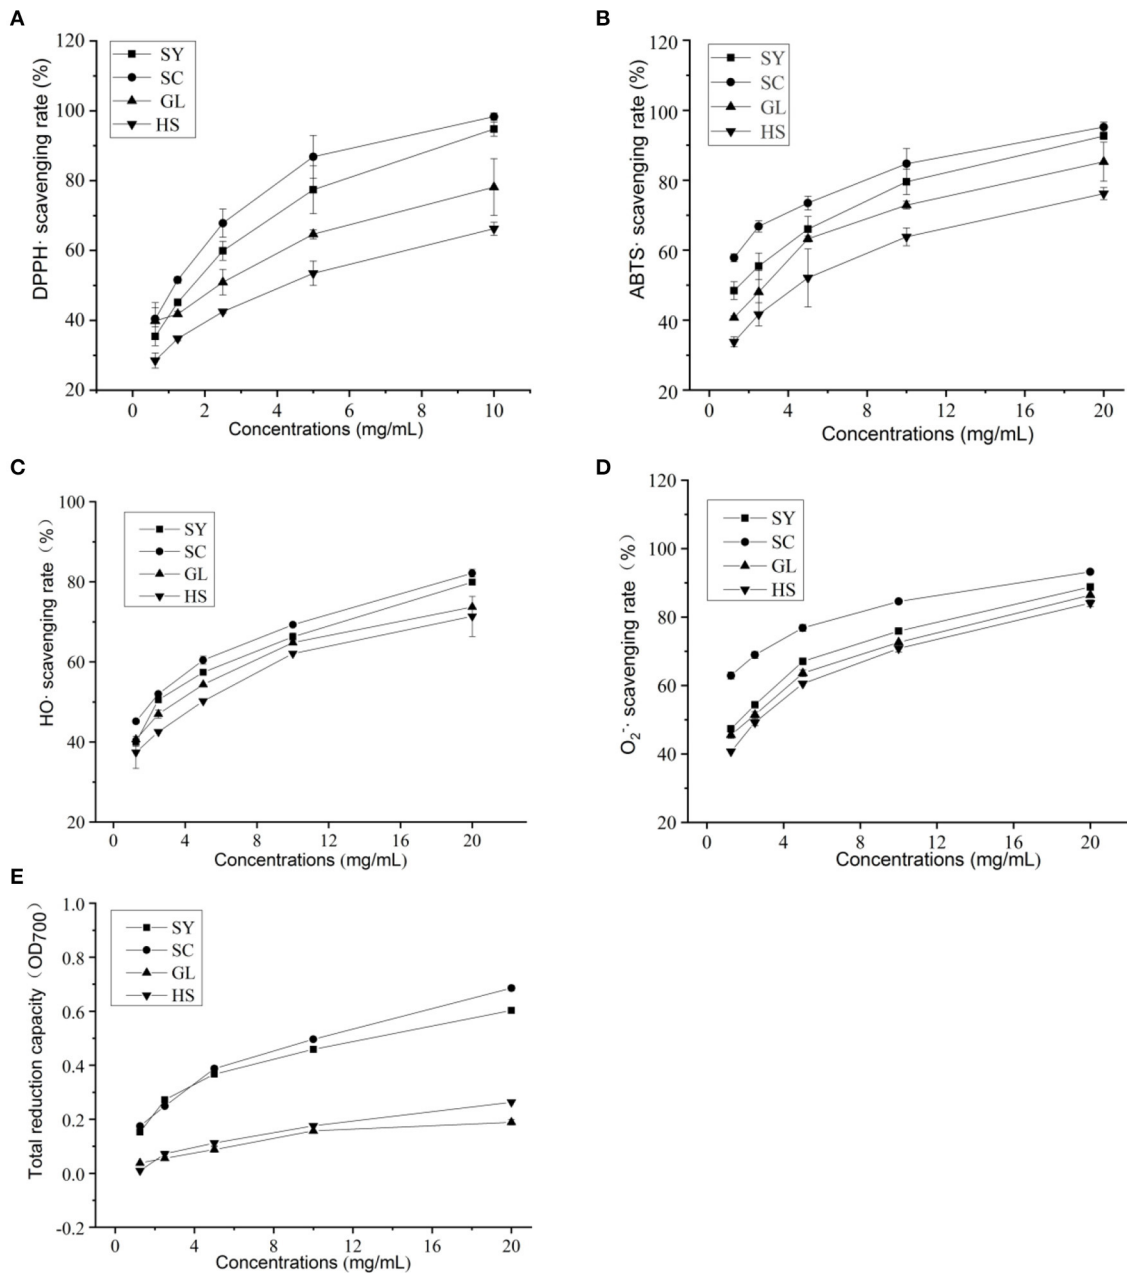 A
DPPH· scavenging rate (%)
120
100
80
60
40
20
SY
SC
GL
HS
0 2 4 6 8 10
Concentrations (mg/mL)
B
ABTS· scavenging rate (%)
120
100
80
60
40
20
SY
SC
GL
HS
0 4 8 12 16 20
Concentrations (mg/mL)
C
HO· scavenging rate（%）
100
80
60
40
20
SY
SC
GL
HS
0 4 8 12 16 20
Concentrations (mg/mL)
D
O2-· scavenging rate（%）
120
100
80
60
40
20
SY
SC
GL
HS
0 4 8 12 16 20
Concentrations (mg/mL)
E
Total reduction capacity（OD700）
1.0
0.8
0.6
0.4
0.2
0.0
-0.2
SY
SC
GL
HS
0 4 8 12 16 20
Concentrations (mg/mL)